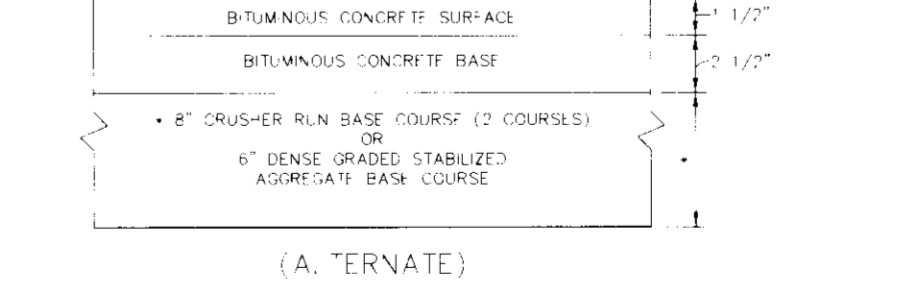 BITUMINOUS CONCRETE SURFACE
1 1/2"
BITUMINOUS CONCRETE BASE
2 1/2"
* 8" CRUSHER RUN BASE COURSE (2 COURSES)
OR
6" DENSE GRADED STABILIZED
AGGREGATE BASE COURSE
*
(ALTERNATE)